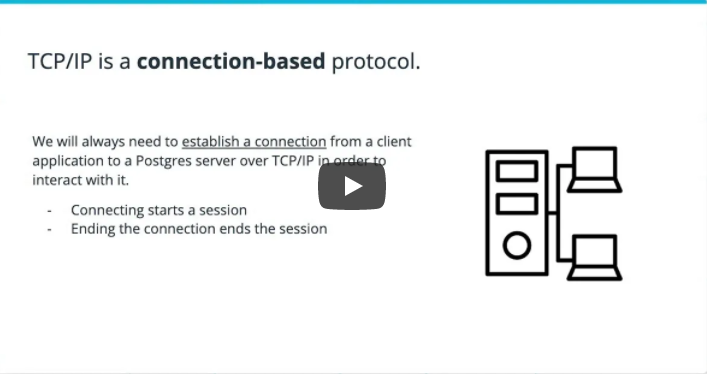 TCP/IP is a connection-based protocol.
We will always need to establish a connection from a client
application to a Postgres server over TCP/IP in order to
interact with it.
- Connecting starts a session
- Ending the connection ends the session